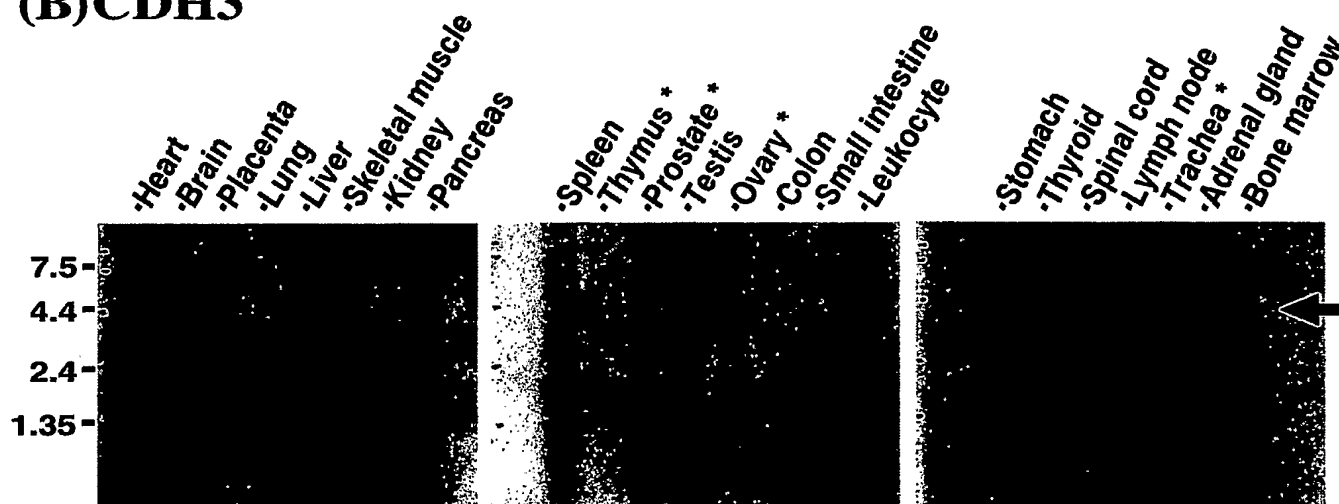 (B)CDH3
·Heart
·Brain
·Placenta
·Lung
·Liver
·Skeletal muscle
·Kidney
·Pancreas
·Spleen
·Thymus *
·Prostate *
·Testis
·Ovary *
·Colon
·Small intestine
·Leukocyte
·Stomach
·Thyroid
·Spinal cord
·Lymph node
·Trachea *
·Adrenal gland
·Bone marrow
7.5-
4.4-
2.4-
1.35-